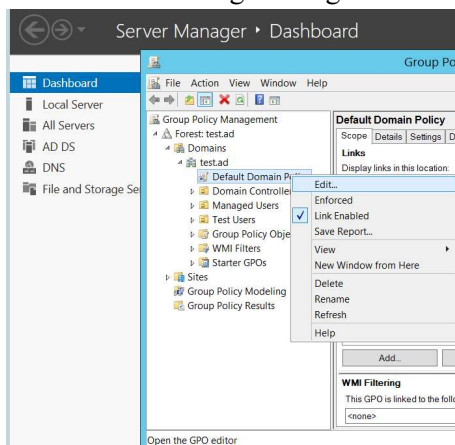 Server Manager ‣ Dashboard
Group Po
File Action View Window Help
Dashboard
Local Server
All Servers
AD DS
DNS
File and Storage Se
Group Policy Management
Forest: test.ad
Domains
test.ad
Default Domain Po
Domain Controlle
Managed Users
Test Users
Group Policy Obje
WMI Filters
Starter GPOs
Sites
Group Policy Modeling
Group Policy Results
Default Domain Policy
Scope Details Settings D
Links
Display links in this location:
Edit...
Enforced
Link Enabled
Save Report...
View
New Window from Here
Delete
Rename
Refresh
Help
Add...
WMI Filtering
This GPO is linked to the follo
<none>
Open the GPO editor